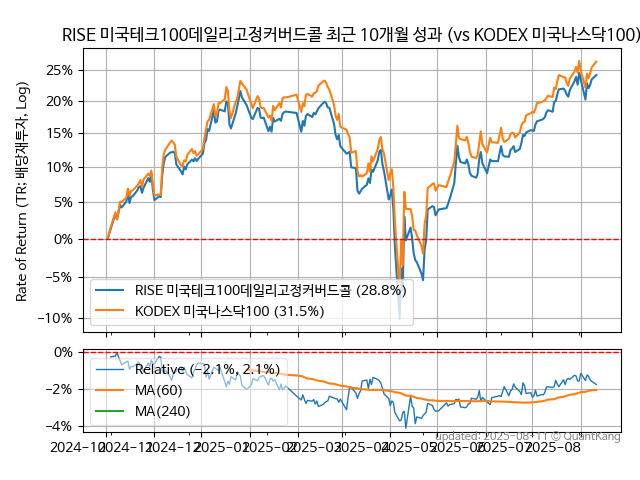 RISE 미국테크100데일리고정커버드콜 최근 10개월 성과 (vs KODEX 미국나스닥100)
Rate of Return (TR: 배당재투자, Log)
25%
20%
15%
10%
5%
0%
−5%
−10%
RISE 미국테크100데일리고정커버드콜 (28.8%)
KODEX 미국나스닥100 (31.5%)
0%
−2%
−4%
Relative (−2.1%, 2.1%)
MA(60)
MA(240)
updated: 2025-08-11 © QuantKang
2024−10 2024−11 2024−12 2025−01 2025−02 2025−03 2025−04 2025−05 2025−06 2025−07 2025−08